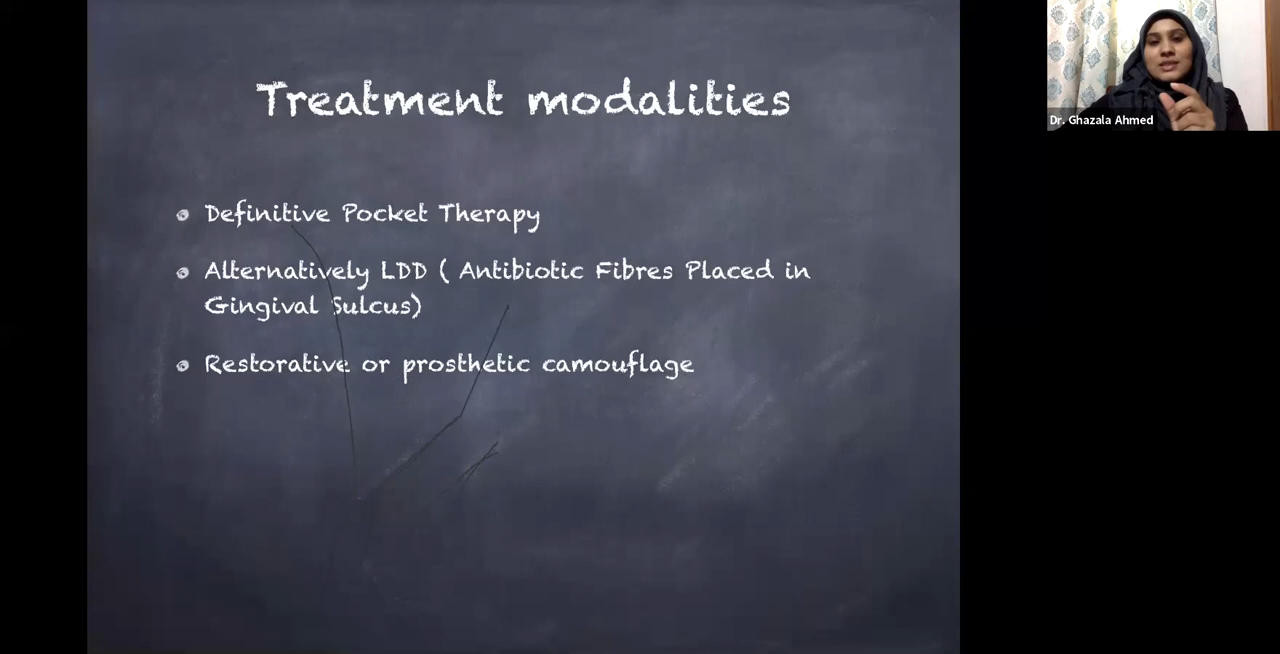 Treatment modalities
Definitive Pocket Therapy
Alternatively LDD ( Antibiotic Fibres Placed in
Gingival Sulcus)
Restorative or prosthetic camouflage
Dr. Ghazala Ahmed